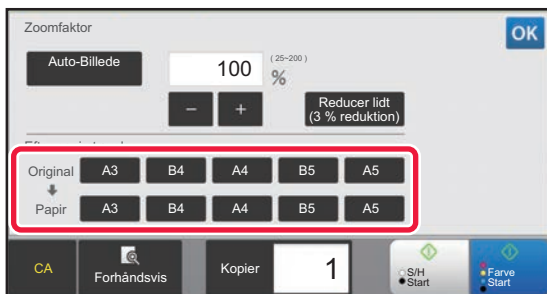 Zoomfaktor
OK
Auto-Billede
100
(25~200)
%
−
+
Reducer lidt
(3 % reduktion)
Original
A3
B4
A4
B5
A5
Papir
A3
B4
A4
B5
A5
CA
Forhåndsvis
Kopier
1
S/H
Start
Farve
Start